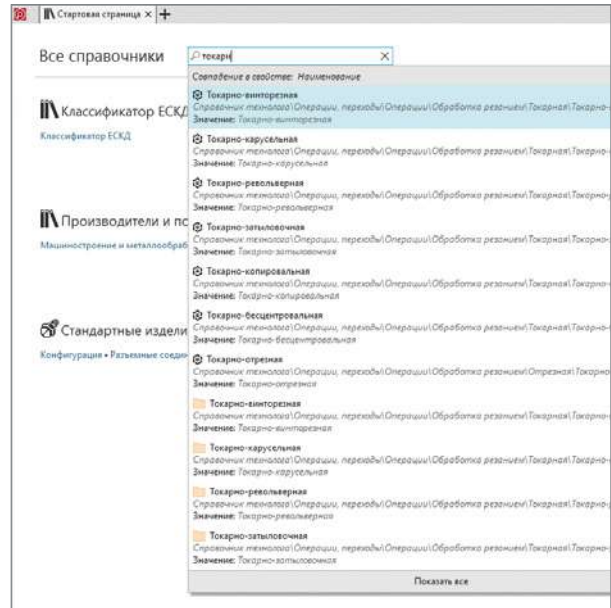 Стартовая страница
Все справочники
токарн
Совпадение в свойстве: Наименование
Токарно-винторезная
Справочник технолога\Операции, переходы\Операции\Обработка резанием\Токарная\Токарно-
Значение: Токарно-винторезная
Токарно-карусельная
Справочник технолога\Операции, переходы\Операции\Обработка резанием\Токарная\Токарно-
Значение: Токарно-карусельная
Токарно-револьверная
Справочник технолога\Операции, переходы\Операции\Обработка резанием\Токарная\Токарно-
Значение: Токарно-револьверная
Токарно-затыловочная
Справочник технолога\Операции, переходы\Операции\Обработка резанием\Токарная\Токарно-
Значение: Токарно-затыловочная
Токарно-копировальная
Справочник технолога\Операции, переходы\Операции\Обработка резанием\Токарная\Токарно-
Значение: Токарно-копировальная
Токарно-бесцентровальная
Справочник технолога\Операции, переходы\Операции\Обработка резанием\Токарная\Токарно-
Значение: Токарно-бесцентровальная
Токарно-отрезная
Справочник технолога\Операции, переходы\Операции\Обработка резанием\Отрезная\Токарно
Значение: Токарно-отрезная
Токарно-винторезная
Справочник технолога\Операции, переходы\Операции\Обработка резанием\Токарная\Токарно-
Значение: Токарно-винторезная
Токарно-карусельная
Справочник технолога\Операции, переходы\Операции\Обработка резанием\Токарная\Токарно-
Значение: Токарно-карусельная
Токарно-револьверная
Справочник технолога\Операции, переходы\Операции\Обработка резанием\Токарная\Токарно-
Значение: Токарно-револьверная
Токарно-затыловочная
Справочник технолога\Операции, переходы\Операции\Обработка резанием\Токарная\Токарно-
Значение: Токарно-затыловочная
Показать все
Классификатор ЕСКД
Классификатор ЕСКД
Производители и по
Машиностроение и металлообраб
Стандартные издели
Конфигурация • Разъемные соеди